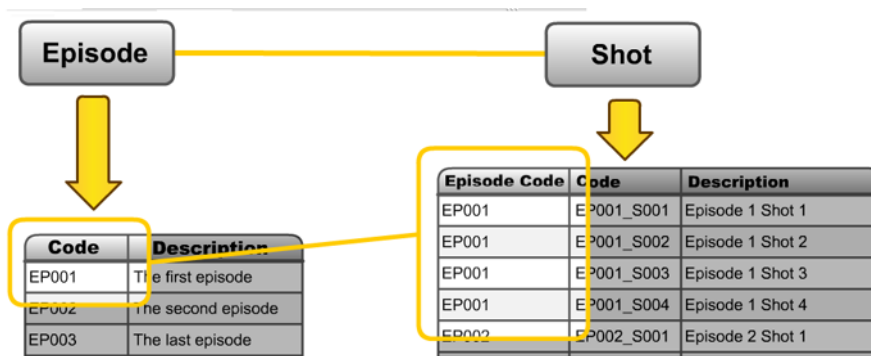 Episode
Shot
Episode Code Code Description
EP001 EP001_S001 Episode 1 Shot 1
EP001 EP001_S002 Episode 1 Shot 2
EP001 EP001_S003 Episode 1 Shot 3
EP001 EP001_S004 Episode 1 Shot 4
EP002 EP002_S001 Episode 2 Shot 1
Code Description
EP001 The first episode
EP002 The second episode
EP003 The last episode